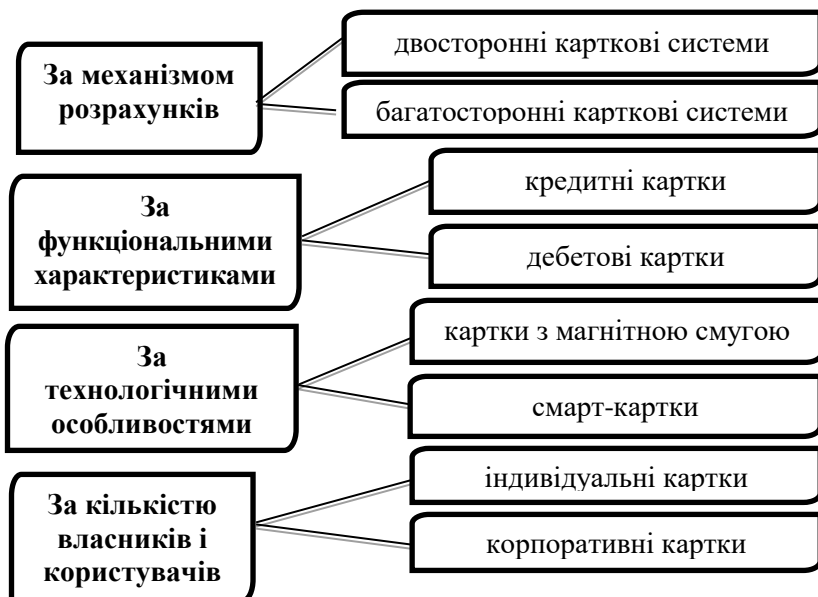 За механізмом
розрахунків
двосторонні карткові системи
багатосторонні карткові системи
За
функціональними
характеристиками
кредитні картки
дебетові картки
За
технологічними
особливостями
картки з магнітною смугою
смарт-картки
За кількістю
власників і
користувачів
індивідуальні картки
корпоративні картки